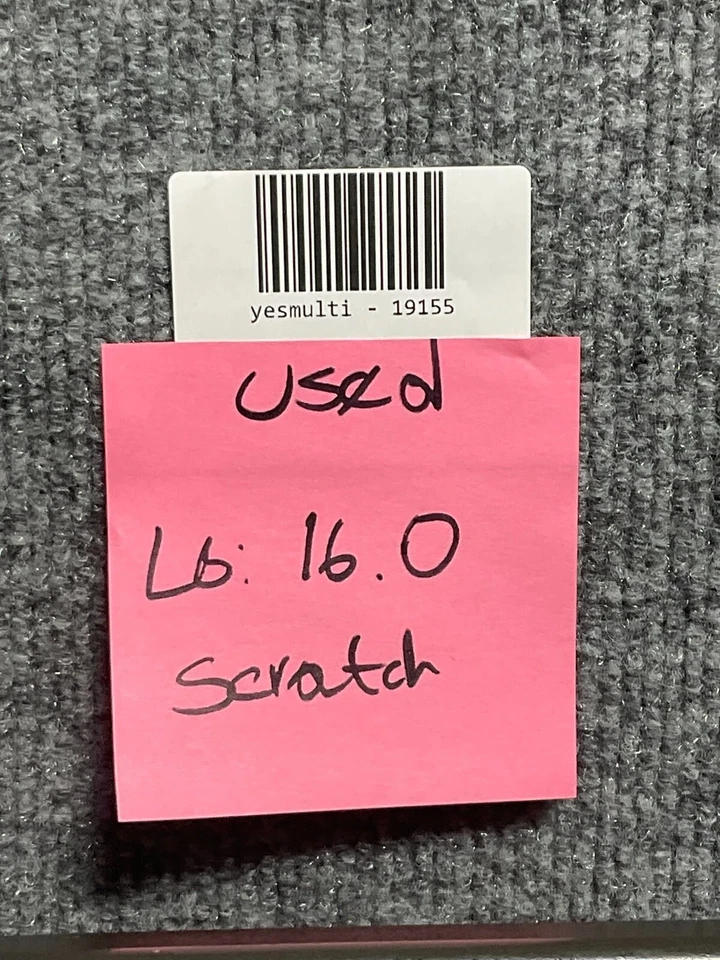 yesmulti - 19155
used
Lb: 16.0
Scratch